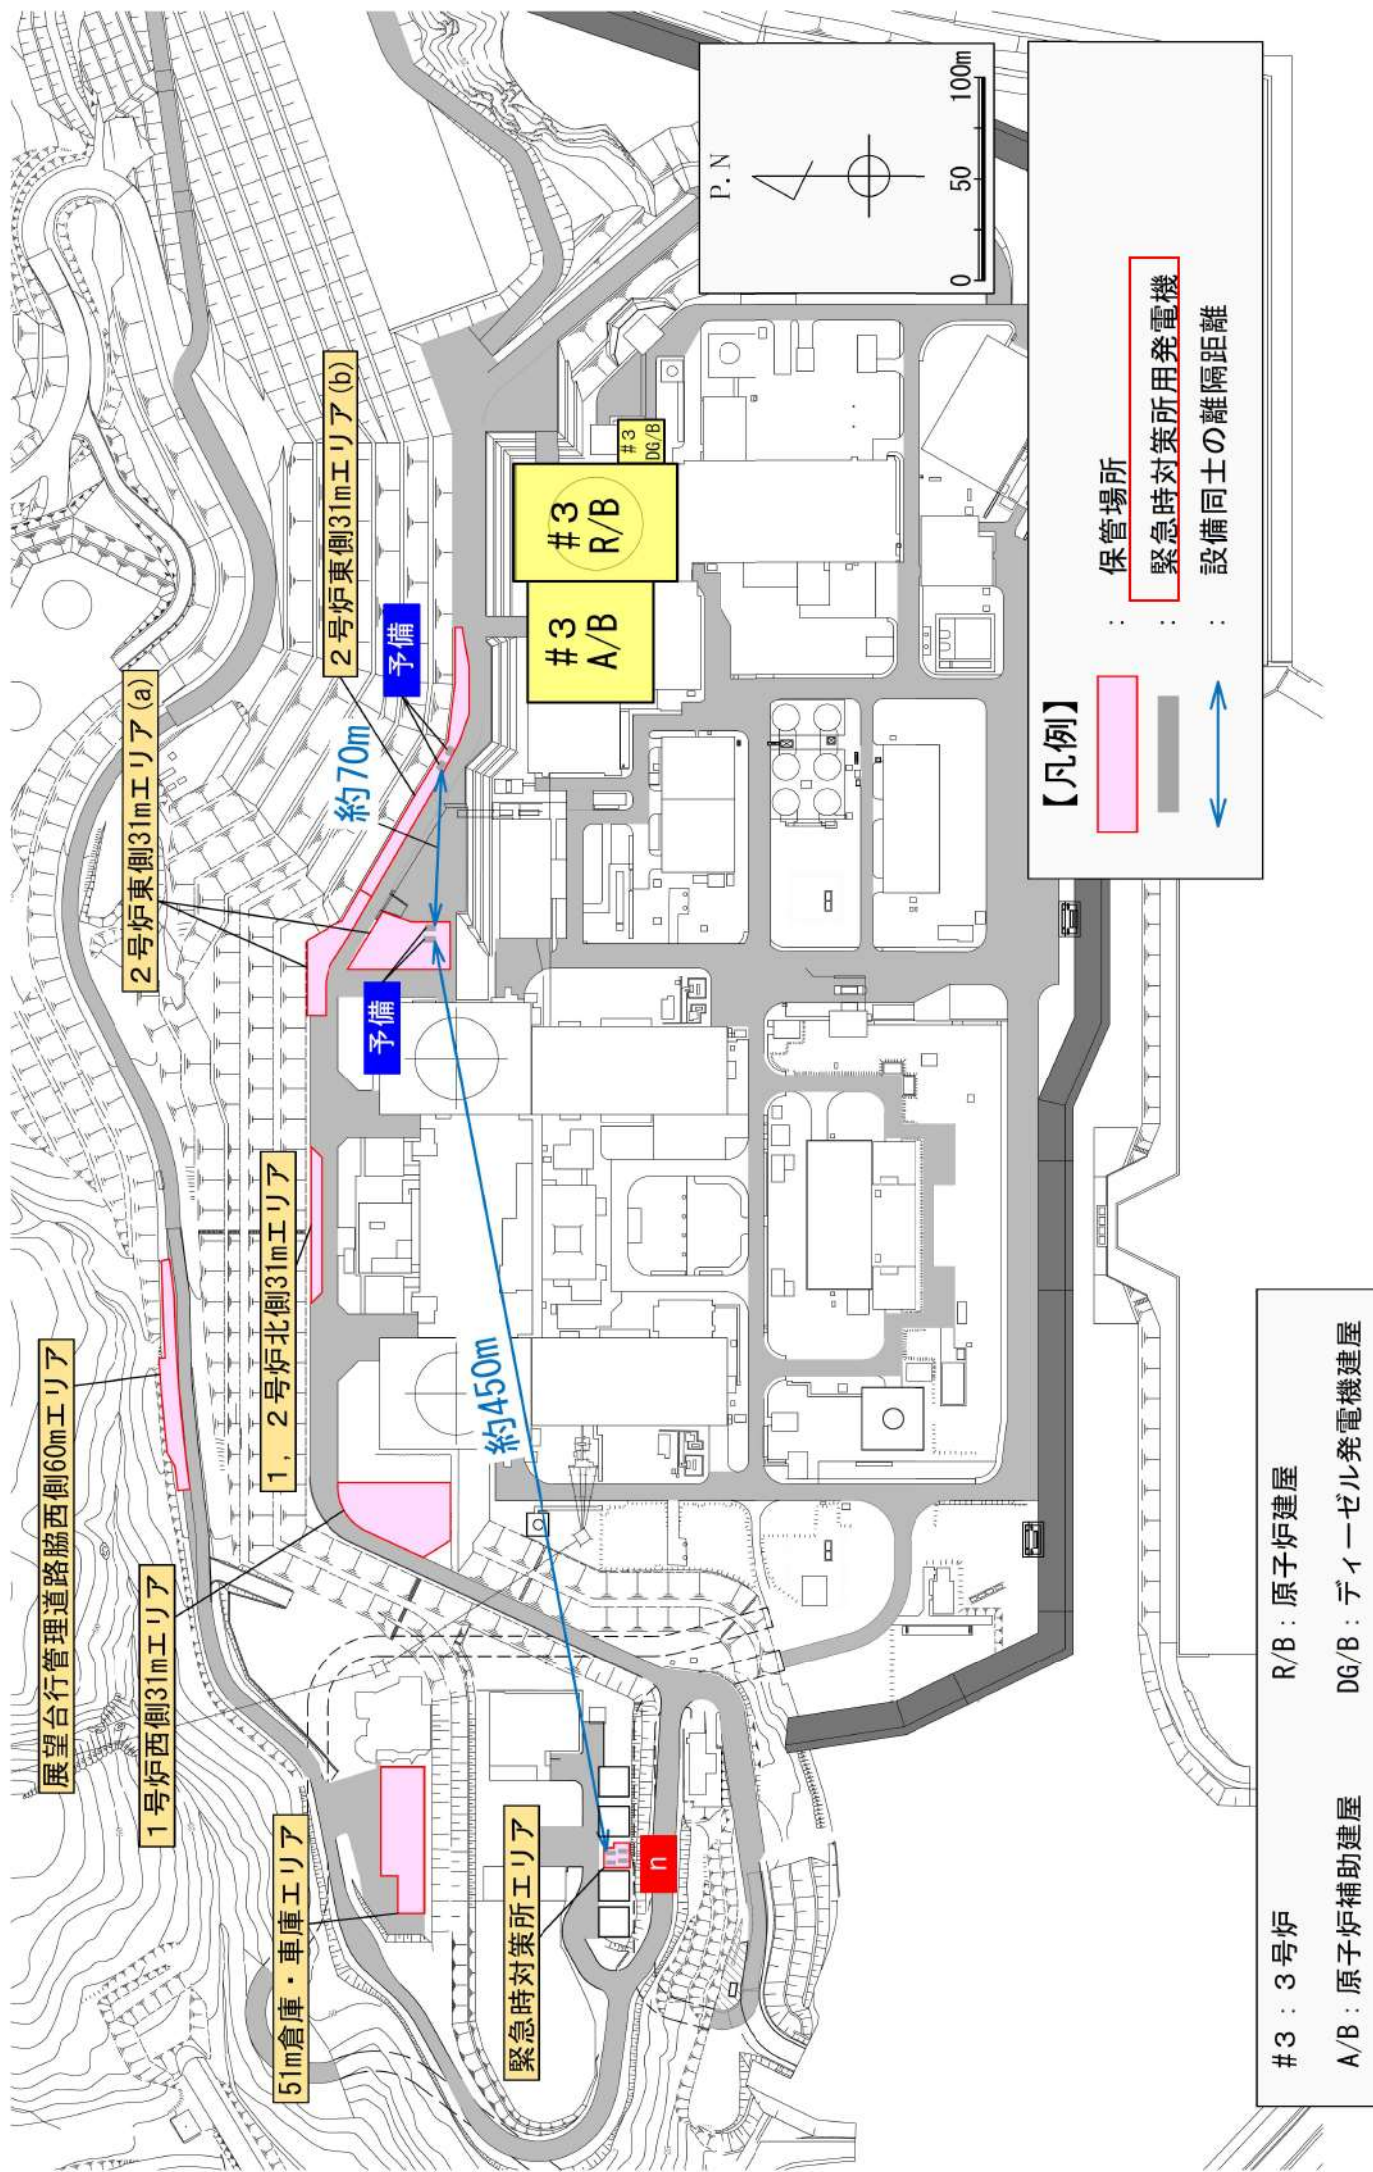 展望台行管理道路脇西側60mエリア
1号炉西側31mエリア
51m倉庫・車庫エリア
1，2号炉北側31mエリア
2号炉東側31mエリア(a)
2号炉東側31mエリア(b)
緊急時対策所エリア
予備
予備
約70m
約450m
n
#3
A/B
#3
R/B
#3
DG/B
P.N
0 50 100m
【凡例】
： 保管場所
： 緊急時対策所用発電機
： 設備同士の離隔距離
#3：3号炉 R/B：原子炉建屋
A/B：原子炉補助建屋 DG/B：ディーゼル発電機建屋